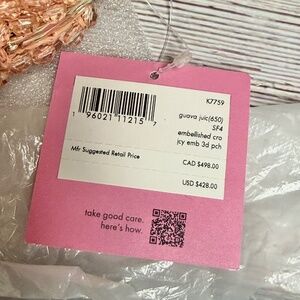 K7759
guava juic(650)
SF4
embellished cro
jcy emb 3d pch
1 96021 11215 7
Mfr Suggested Retail Price
CAD $498.00
USD $428.00
take good care.
here's how.